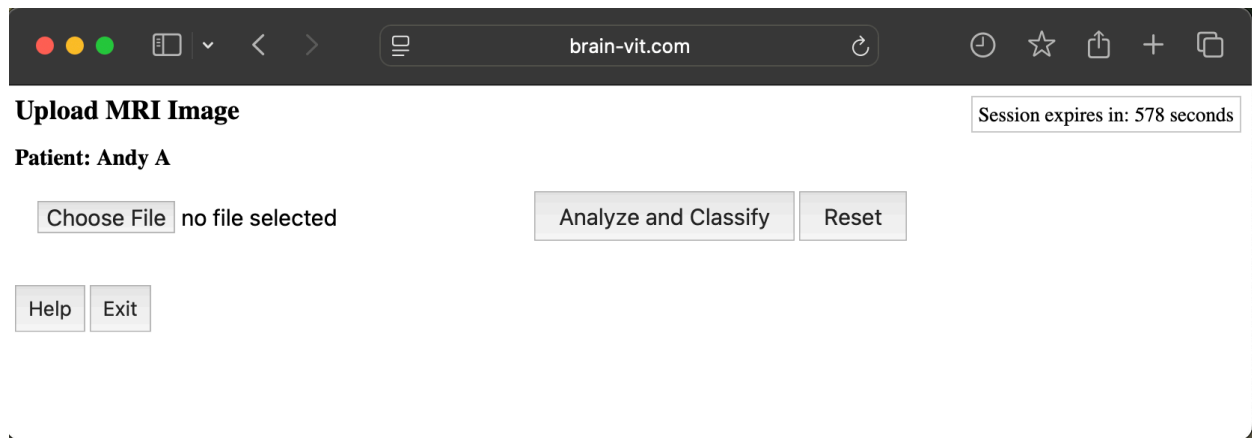 brain-vit.com
Upload MRI Image
Session expires in: 578 seconds
Patient: Andy A
Choose File no file selected Analyze and Classify Reset
Help Exit